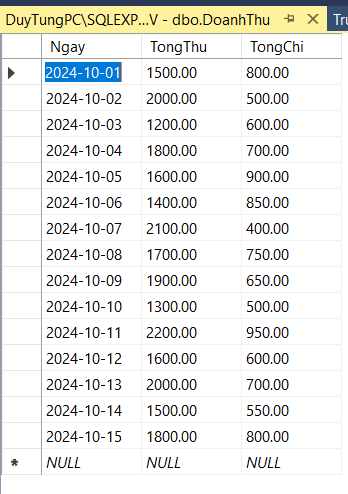 DuyTungPC\SQLEXP...V - dbo.DoanhThu
Ngay TongThu TongChi
2024-10-01 1500.00 800.00
2024-10-02 2000.00 500.00
2024-10-03 1200.00 600.00
2024-10-04 1800.00 700.00
2024-10-05 1600.00 900.00
2024-10-06 1400.00 850.00
2024-10-07 2100.00 400.00
2024-10-08 1700.00 750.00
2024-10-09 1900.00 650.00
2024-10-10 1300.00 500.00
2024-10-11 2200.00 950.00
2024-10-12 1600.00 600.00
2024-10-13 2000.00 700.00
2024-10-14 1500.00 550.00
2024-10-15 1800.00 800.00
NULL NULL NULL